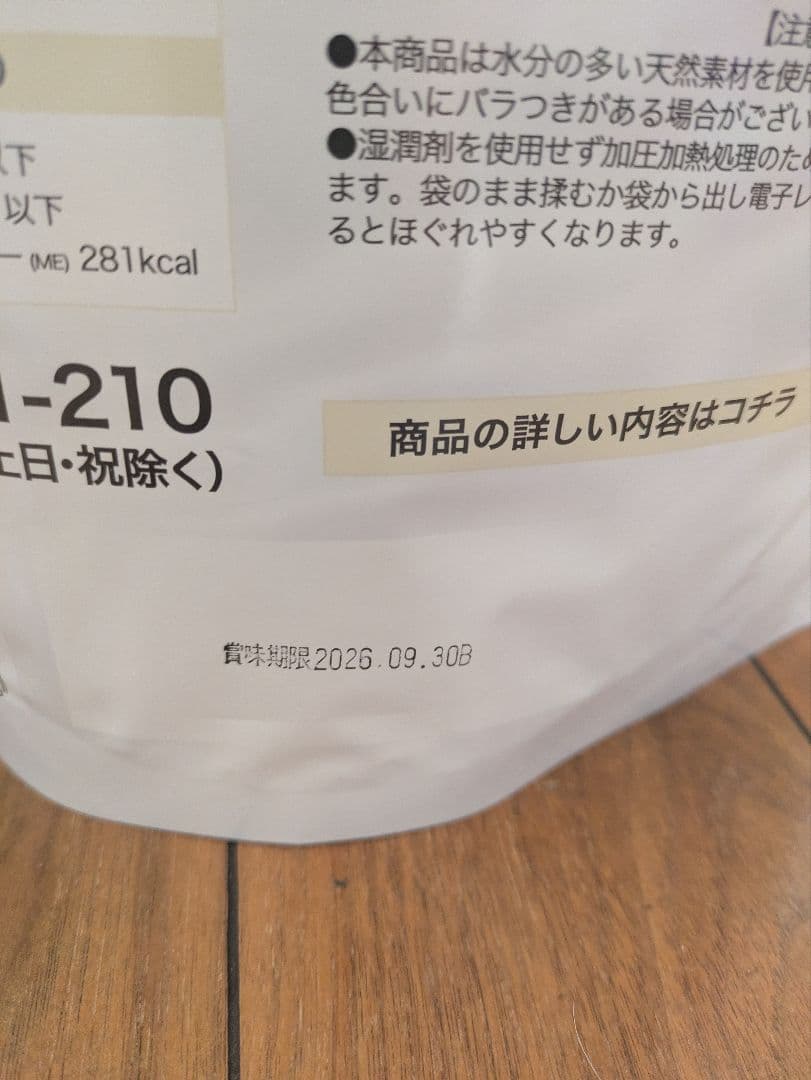 【注
●本商品は水分の多い天然素材を使用
色合いにバラつきがある場合がござい
●湿潤剤を使用せず加圧加熱処理のため
ます。袋のまま揉むか袋から出し電子レ
るとほぐれやすくなります。
以下
以下
ー (ME) 281kcal
1-210
土日・祝除く)
商品の詳しい内容はコチラ
賞味期限2026.09.30B